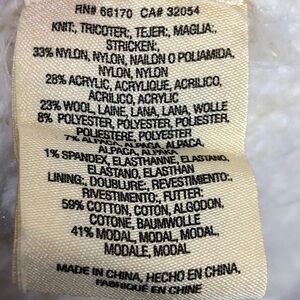 RN# 66170 CA# 32054
KNIT:, TRICOTER:, TEJER:, MAGLIA:,
STRICKEN:,
33% NYLON, NYLON, NAILON O POLIAMIDA,
NYLON, NYLON
28% ACRYLIC, ACRYLIQUE, ACRILICO,
ACRILICO, ACRYLIC
23% WOOL, LAINE, LANA, LANA, WOLLE
8% POLYESTER, POLYESTER, POLIESTER,
POLIESTERE, POLYESTER
7% ALPACA, ALPAGA, ALPACA,
ALPACA, ALPAKA
1% SPANDEX, ELASTHANNE, ELASTANO,
ELASTAN, ELASTHAN
LINING:, DOUBLURE:, REVESTIMIENTO:,
RIVESTIMENTO:, FUTTER:
59% COTTON, COTON, ALGODON,
COTONE, BAUMWOLLE
41% MODAL, MODAL, MODAL,
MODALE, MODAL
MADE IN CHINA, HECHO EN CHINA,
FABRIQUE EN CHINE